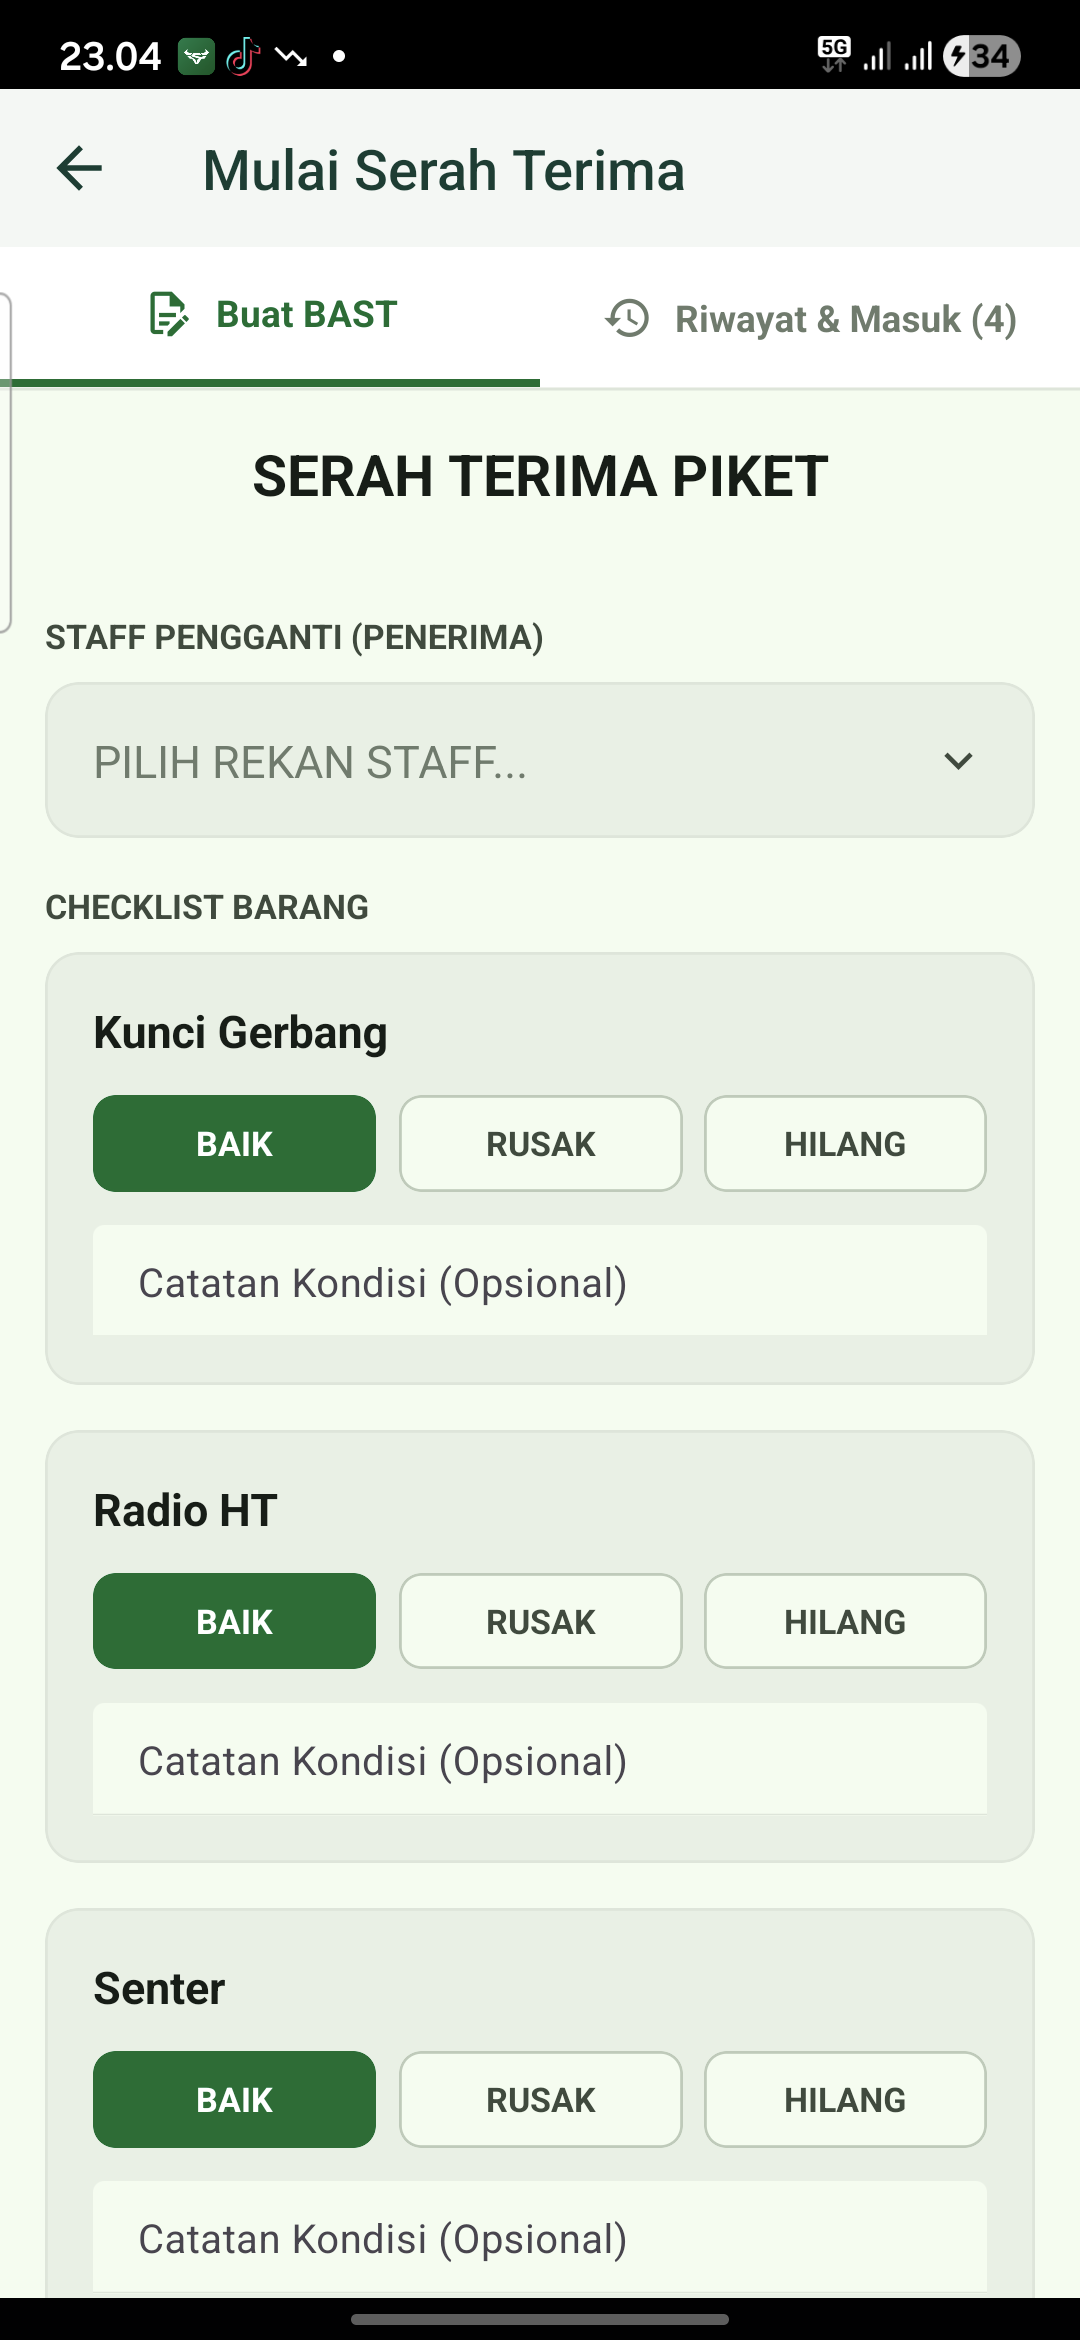 23.04
5G
34
Mulai Serah Terima
Buat BAST
Riwayat & Masuk (4)
SERAH TERIMA PIKET
STAFF PENGGANTI (PENERIMA)
PILIH REKAN STAFF...
CHECKLIST BARANG
Kunci Gerbang
BAIK RUSAK HILANG
Catatan Kondisi (Opsional)
Radio HT
BAIK RUSAK HILANG
Catatan Kondisi (Opsional)
Senter
BAIK RUSAK HILANG
Catatan Kondisi (Opsional)